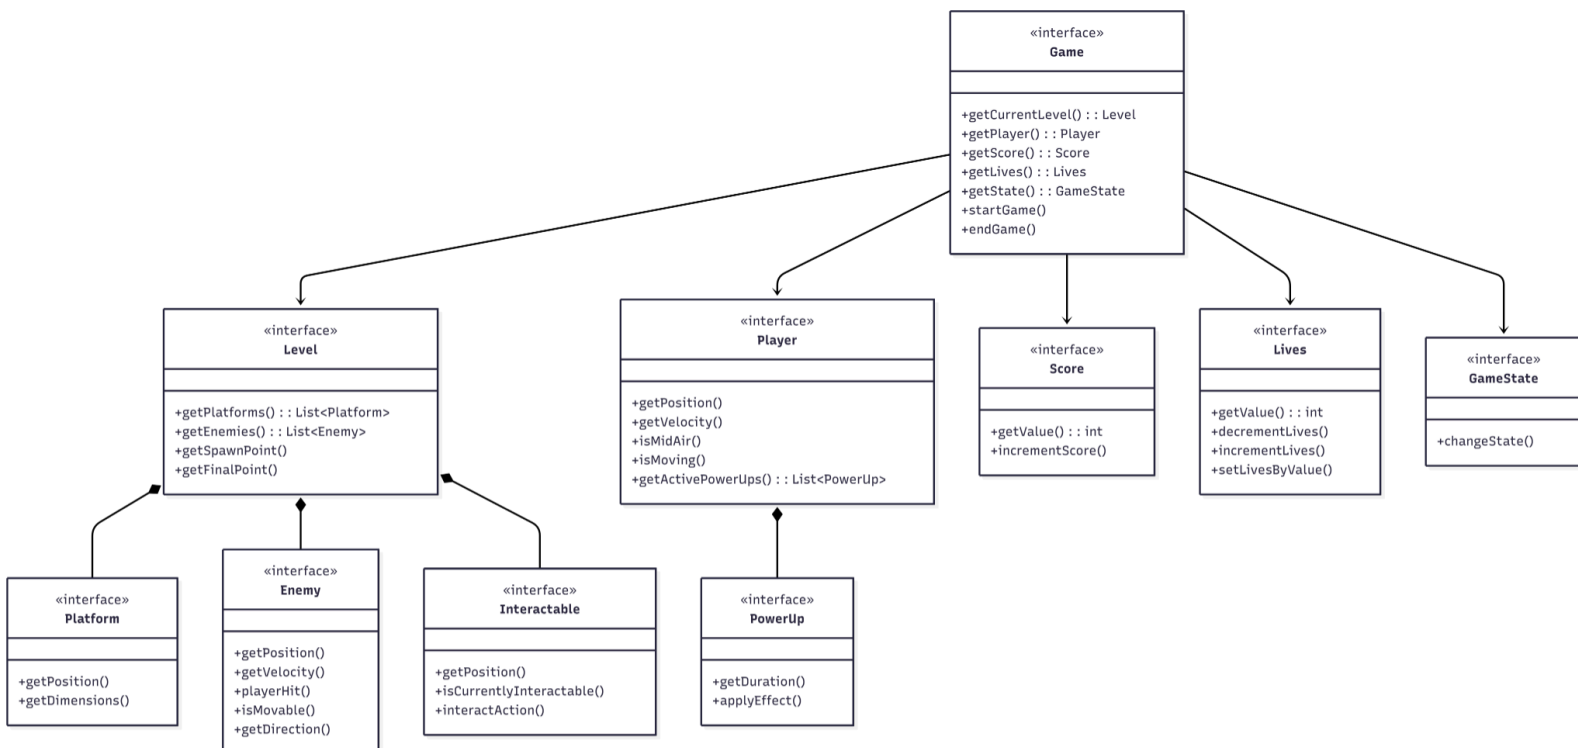 «interface»
Game
+getCurrentLevel() : : Level
+getPlayer() : : Player
+getScore() : : Score
+getLives() : : Lives
+getState() : : GameState
+startGame()
+endGame()
«interface»
Level
+getPlatforms() : : List<Platform>
+getEnemies() : : List<Enemy>
+getSpawnPoint()
+getFinalPoint()
«interface»
Player
+getPosition()
+getVelocity()
+isMidAir()
+isMoving()
+getActivePowerUps() : : List<PowerUp>
«interface»
Score
+getValue() : : int
+incrementScore()
«interface»
Lives
+getValue() : : int
+decrementLives()
+incrementLives()
+setLivesByValue()
«interface»
GameState
+changeState()
«interface»
Platform
+getPosition()
+getDimensions()
«interface»
Enemy
+getPosition()
+getVelocity()
+playerHit()
+isMovable()
+getDirection()
«interface»
Interactable
+getPosition()
+isCurrentlyInteractable()
+interactAction()
«interface»
PowerUp
+getDuration()
+applyEffect()